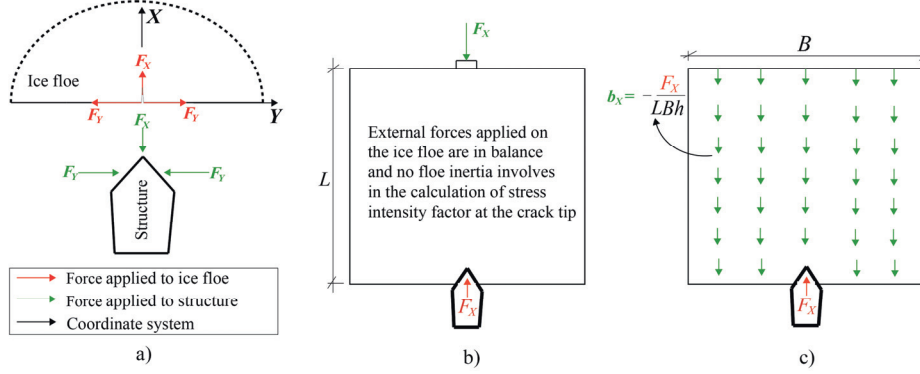 X
Ice floe
F_X
F_Y
F_Y
Y
F_X
F_Y
F_Y
Structure
Force applied to ice floe
Force applied to structure
Coordinate system
a)
F_X
L
External forces applied on
the ice floe are in balance
and no floe inertia involves
in the calculation of stress
intensity factor at the crack tip
F_X
b)
B
b_X = - F_X / LBh
F_X
c)